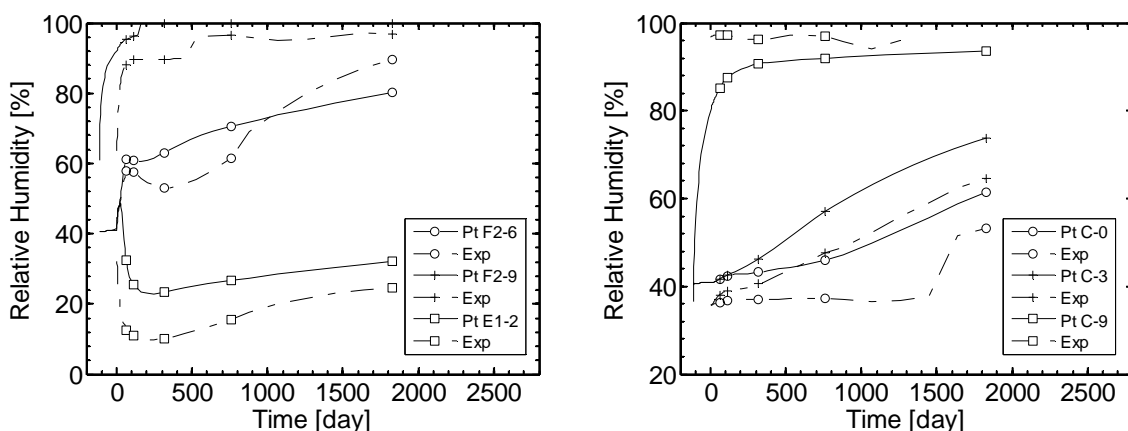 Relative Humidity [%]
100
80
60
40
20
0
0 500 1000 1500 2000 2500
Time [day]
Pt F2-6
Exp
Pt F2-9
Exp
Pt E1-2
Exp
Relative Humidity [%]
100
80
60
40
20
0 500 1000 1500 2000 2500
Time [day]
Pt C-0
Exp
Pt C-3
Exp
Pt C-9
Exp